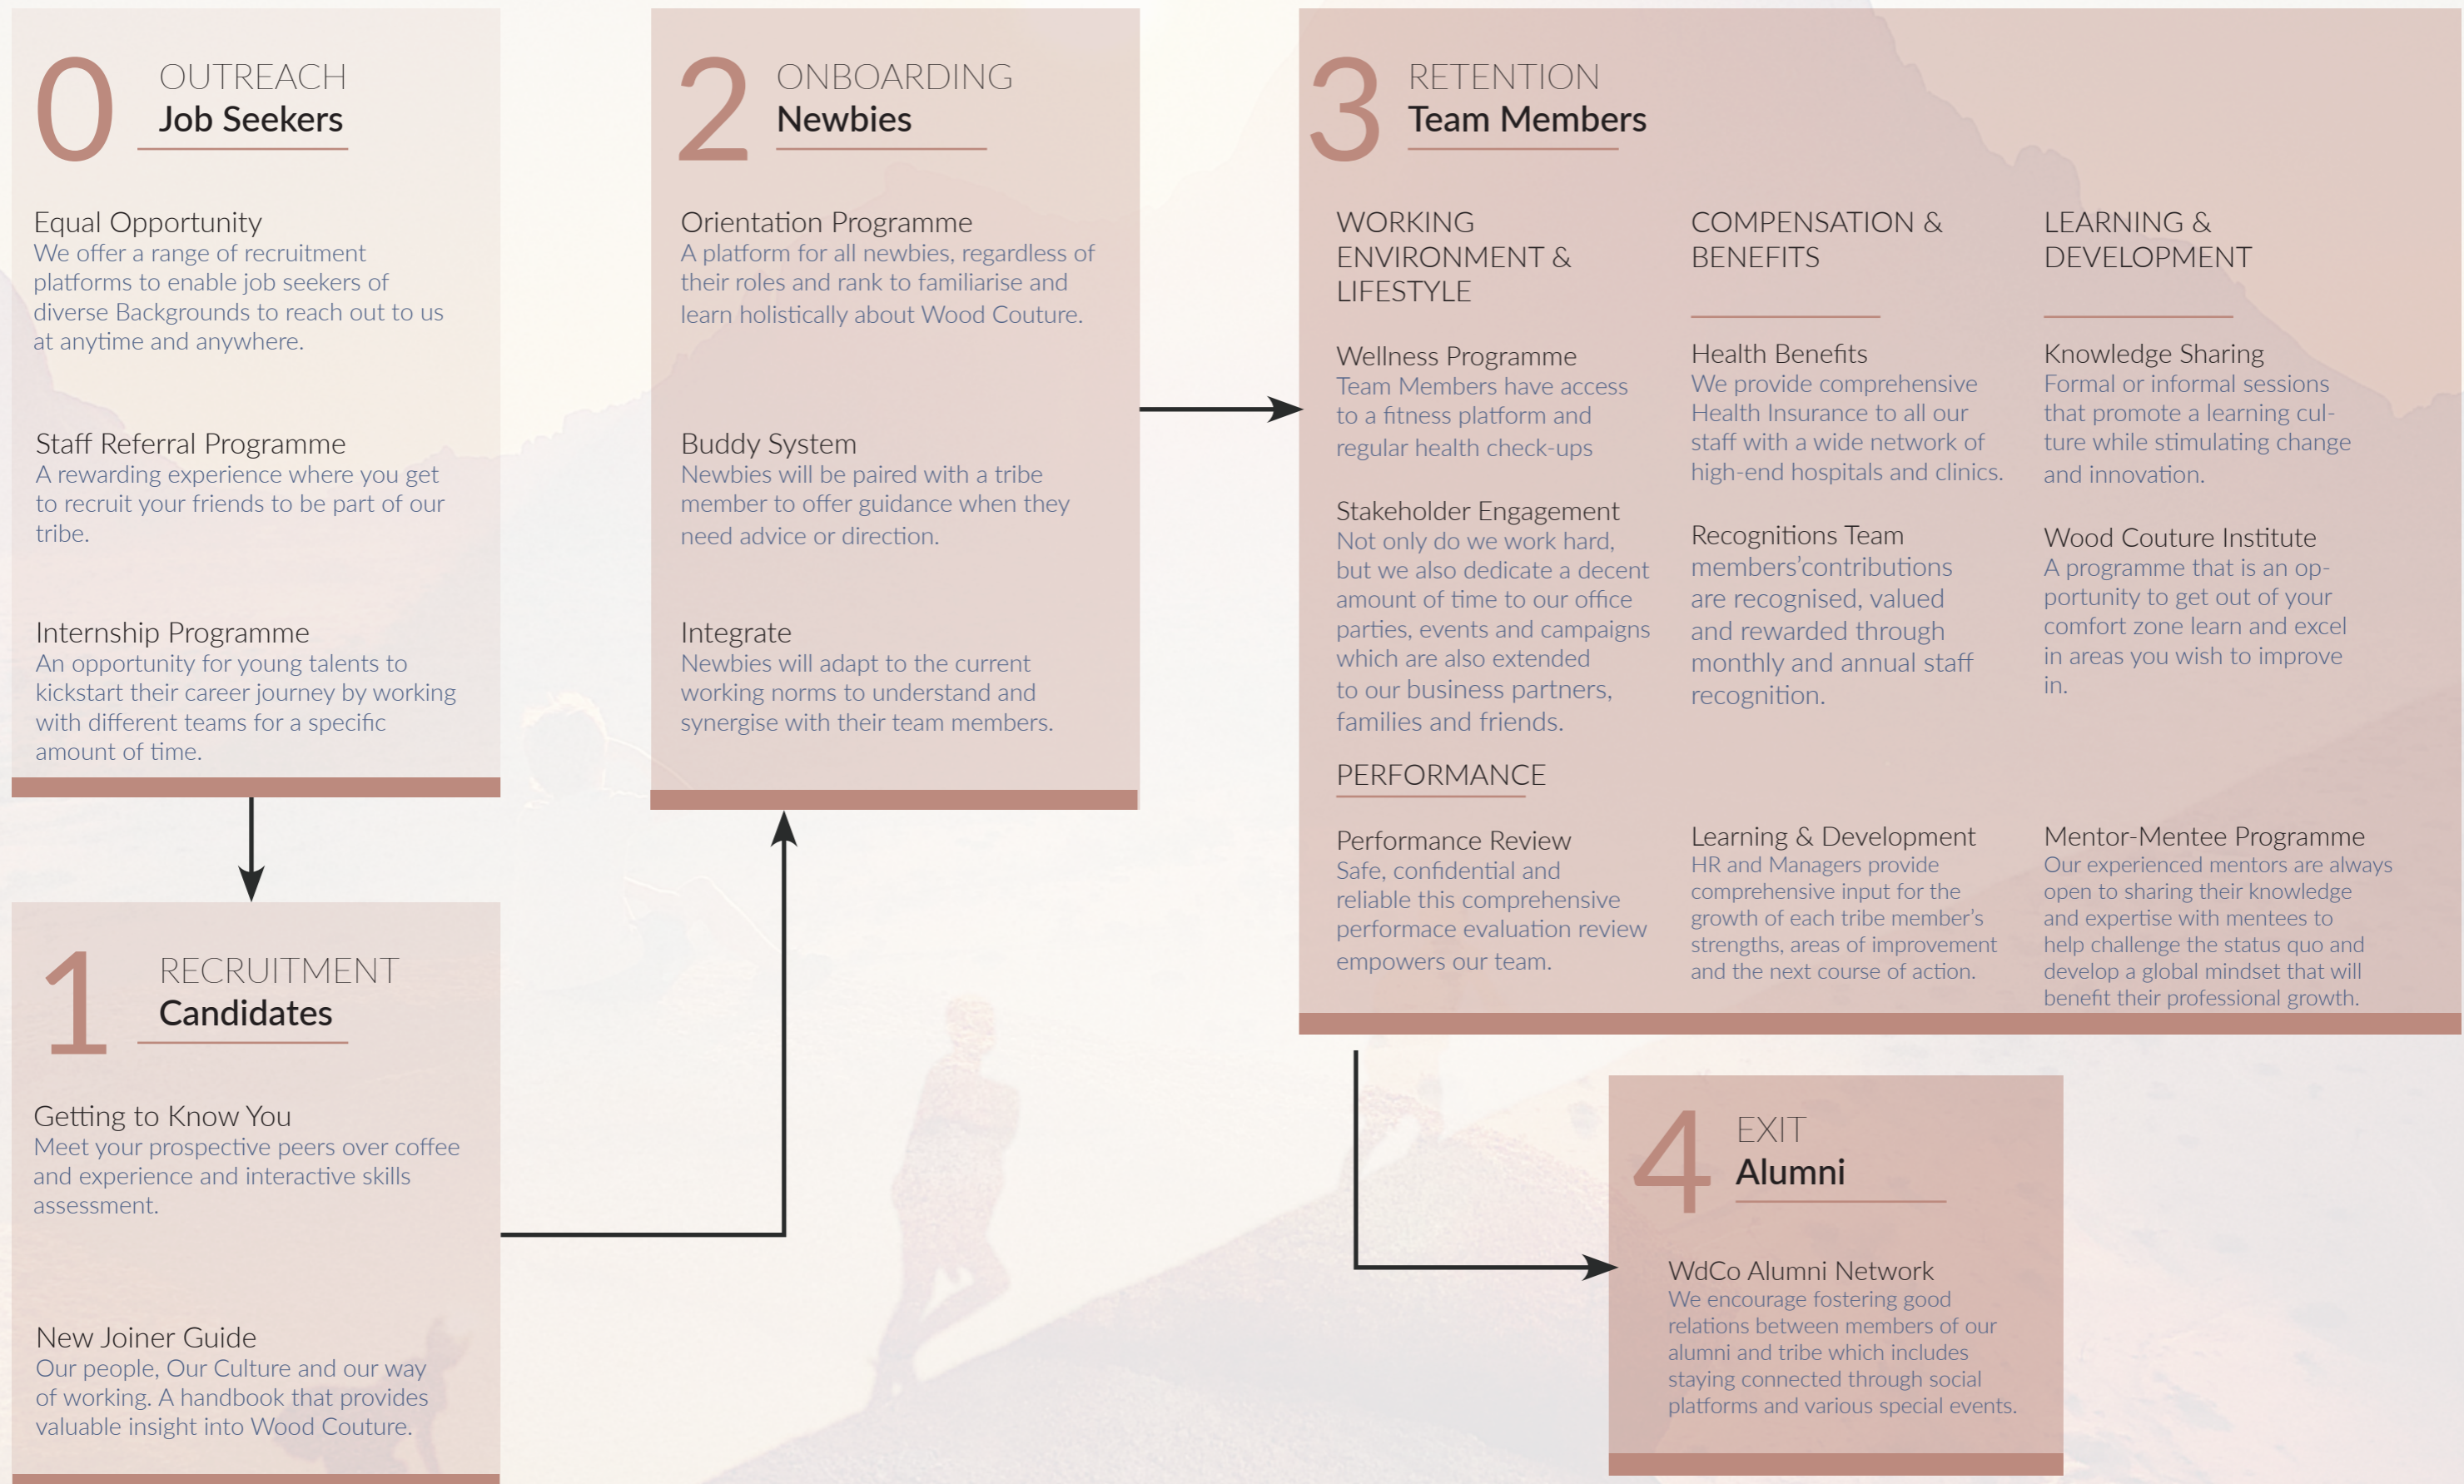 0
OUTREACH
Job Seekers
Equal Opportunity
We offer a range of recruitment
platforms to enable job seekers of
diverse Backgrounds to reach out to us
at anytime and anywhere.
Staff Referral Programme
A rewarding experience where you get
to recruit your friends to be part of our
tribe.
Internship Programme
An opportunity for young talents to
kickstart their career journey by working
with different teams for a specific
amount of time.
1
RECRUITMENT
Candidates
Getting to Know You
Meet your prospective peers over coffee
and experience and interactive skills
assessment.
New Joiner Guide
Our people, Our Culture and our way
of working. A handbook that provides
valuable insight into Wood Couture.
2
ONBOARDING
Newbies
Orientation Programme
A platform for all newbies, regardless of
their roles and rank to familiarise and
learn holistically about Wood Couture.
Buddy System
Newbies will be paired with a tribe
member to offer guidance when they
need advice or direction.
Integrate
Newbies will adapt to the current
working norms to understand and
synergise with their team members.
3
RETENTION
Team Members
WORKING
ENVIRONMENT &
LIFESTYLE
Wellness Programme
Team Members have access
to a fitness platform and
regular health check-ups
Stakeholder Engagement
Not only do we work hard,
but we also dedicate a decent
amount of time to our office
parties, events and campaigns
which are also extended
to our business partners,
families and friends.
COMPENSATION &
BENEFITS
Health Benefits
We provide comprehensive
Health Insurance to all our
staff with a wide network of
high-end hospitals and clinics.
Recognitions Team
members'contributions
are recognised, valued
and rewarded through
monthly and annual staff
recognition.
LEARNING &
DEVELOPMENT
Knowledge Sharing
Formal or informal sessions
that promote a learning cul-
ture while stimulating change
and innovation.
Wood Couture Institute
A programme that is an op-
portunity to get out of your
comfort zone learn and excel
in areas you wish to improve
in.
PERFORMANCE
Performance Review
Safe, confidential and
reliable this comprehensive
performace evaluation review
empowers our team.
Learning & Development
HR and Managers provide
comprehensive input for the
growth of each tribe member's
strengths, areas of improvement
and the next course of action.
Mentor-Mentee Programme
Our experienced mentors are always
open to sharing their knowledge
and expertise with mentees to
help challenge the status quo and
develop a global mindset that will
benefit their professional growth.
4
EXIT
Alumni
WdCo Alumni Network
We encourage fostering good
relations between members of our
alumni and tribe which includes
staying connected through social
platforms and various special events.